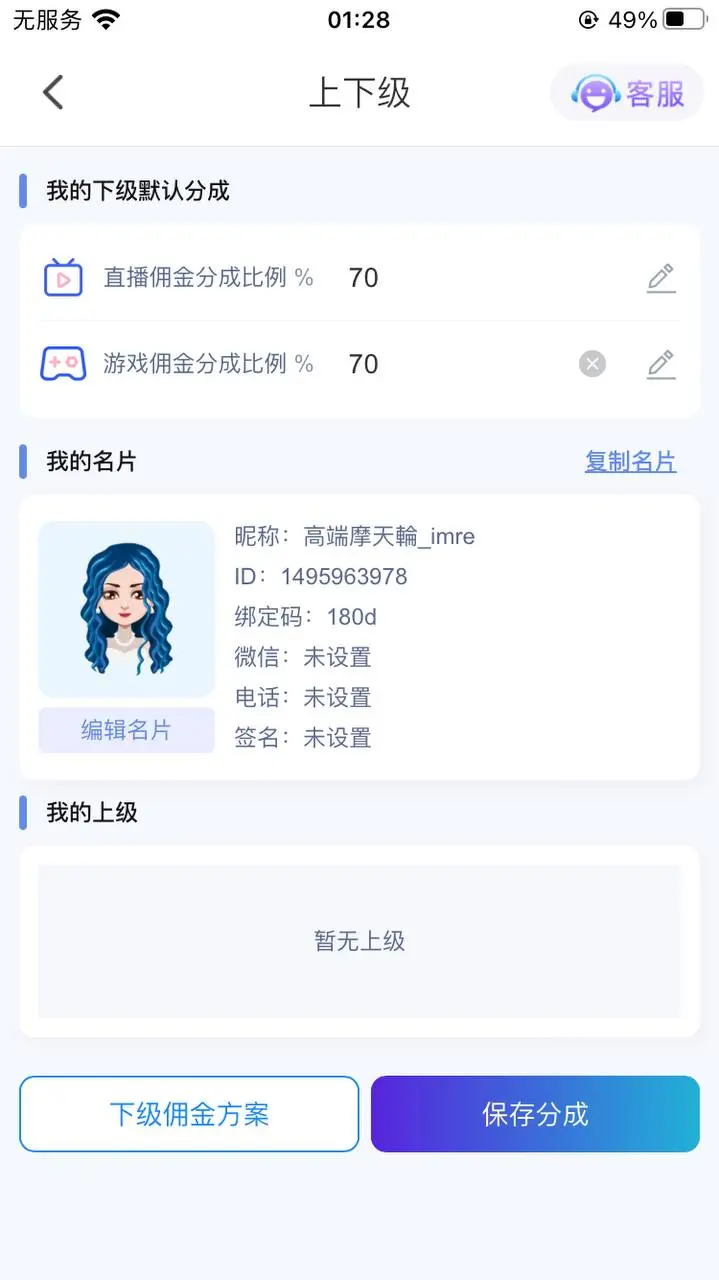 无服务 01:28 49%
上下级 客服
我的下级默认分成
直播佣金分成比例 % 70
游戏佣金分成比例 % 70
我的名片 复制名片
昵称：高端摩天輪_imre
ID：1495963978
绑定码：180d
微信：未设置
电话：未设置
编辑名片
签名：未设置
我的上级
暂无上级
下级佣金方案 保存分成